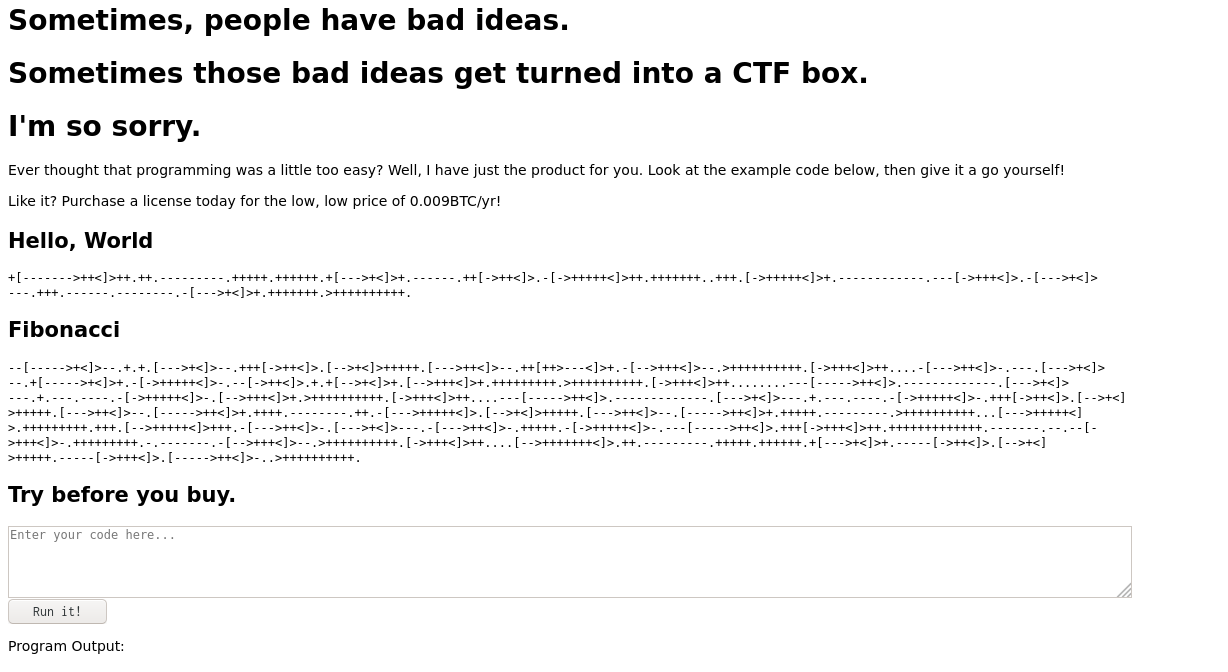 Sometimes, people have bad ideas.
Sometimes those bad ideas get turned into a CTF box.
I'm so sorry.
Ever thought that programming was a little too easy? Well, I have just the product for you. Look at the example code below, then give it a go yourself!
Like it? Purchase a license today for the low, low price of 0.009BTC/yr!
Hello, World
+[------->++<]>++.++.---------.+++++.++++++.+[--->+<]>+.------.++[->++<]>.-[->+++++<]>++.+++++++..+++.[->+++++<]>+.------------.---[->+++<]>.-[--->+<]>
---.+++.------.--------.-[--->+<]>+.+++++++.>++++++++++.
Fibonacci
--[----->+<]>--.+.+.[--->+<]>--.+++[->++<]>.[-->+<]>+++++.[--->++<]>--.++[++>---<]>+.-[-->+++<]>--.>++++++++++.[->+++<]>++....-[--->++<]>-.---.[--->+<]>
--.+[----->+<]>+.-[->+++++<]>-.--[->++<]>.+.+[-->+<]>+.[-->+++<]>+.+++++++++.>++++++++++.[->+++<]>++........---[----->++<]>.-------------.[--->+<]>
---.+.---.----.-[->+++++<]>-.[-->+++<]>+.>++++++++++.[->+++<]>++....---[----->++<]>.-------------.[--->+<]>---.+.---.----.-[->+++++<]>-.+++[->++<]>.[-->+<]
>+++++.[--->++<]>--.[----->++<]>+.++++.--------.++.-[--->+++++<]>.[-->+<]>+++++.[--->++<]>--.[----->++<]>+.+++++.---------.>++++++++++...[--->+++++<]
>.+++++++++.+++.[-->+++++<]>+++.-[--->++<]>-.[--->+<]>---.-[--->++<]>-.+++++.-[->+++++<]>-.---[----->++<]>.+++[->+++<]>++.+++++++++++++.-------.--.--[-
>+++<]>-.+++++++++.-.-------.-[-->+++<]>--.>++++++++++.[->+++<]>++....[-->+++++++<]>.++.---------.+++++.++++++.+[--->+<]>+.-----[->++<]>.[-->+<]
>+++++.-----[->+++<]>.[----->++<]>-..>++++++++++.
Try before you buy.
Enter your code here...
Run it!
Program Output: